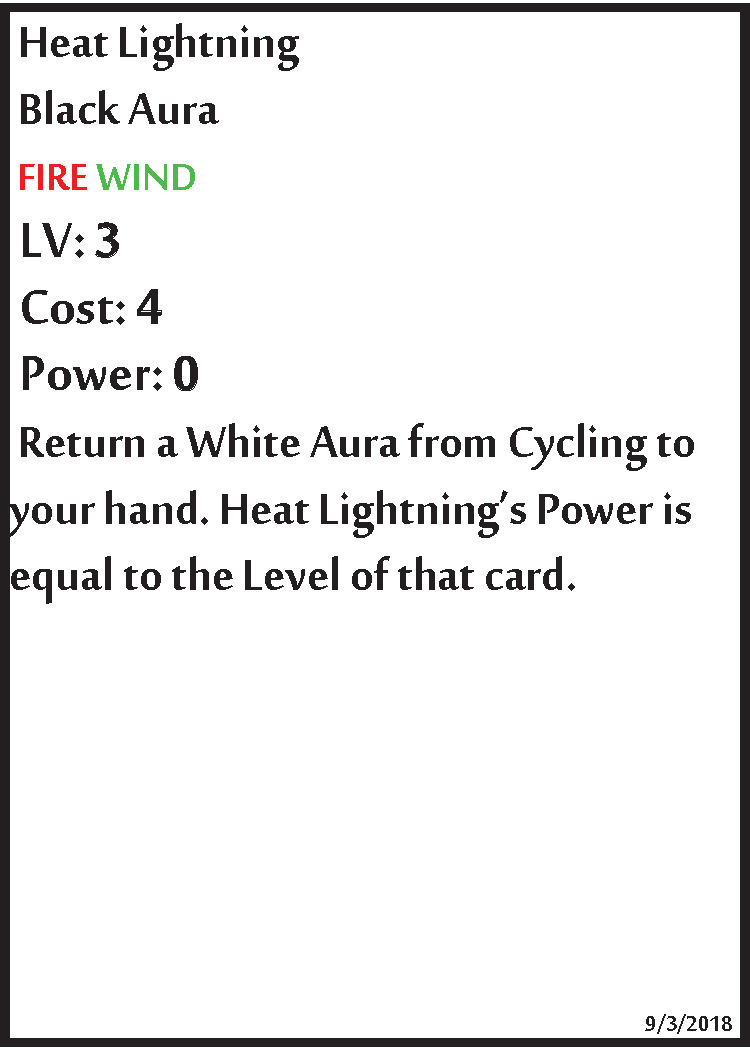 Heat Lightning
Black Aura
FIRE WIND
LV: 3
Cost: 4
Power: 0
Return a White Aura from Cycling to
your hand. Heat Lightning’s Power is
equal to the Level of that card.
9/3/2018